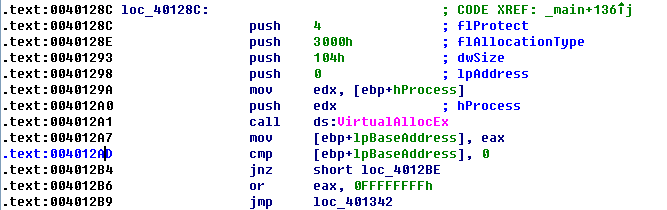 .text:0040128C loc_40128C: ; CODE XREF: _main+136↑j
.text:0040128C push 4 ; flProtect
.text:0040128E push 3000h ; flAllocationType
.text:00401293 push 104h ; dwSize
.text:00401298 push 0 ; lpAddress
.text:0040129A mov edx, [ebp+hProcess]
.text:004012A0 push edx ; hProcess
.text:004012A1 call ds:VirtualAllocEx
.text:004012A7 mov [ebp+lpBaseAddress], eax
.text:004012AD cmp [ebp+lpBaseAddress], 0
.text:004012B4 jnz short loc_4012BE
.text:004012B6 or eax, 0FFFFFFFFh
.text:004012B9 jmp loc_401342